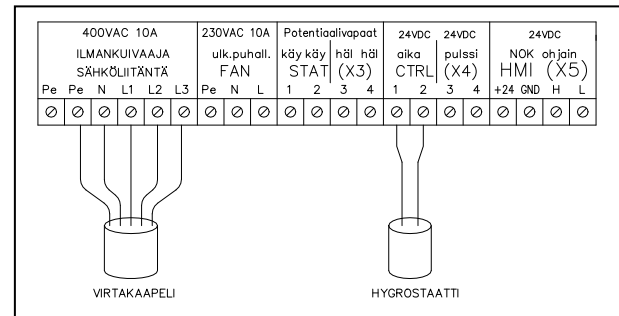 400VAC 10A 230VAC 10A Potentiaalivapaat 24VDC 24VDC 24VDC
ILMANKUIVAAJA ulk.puhall. käy käy häl häl aika pulssi NOK ohjain
SÄHKÖLIITÄNTÄ FAN STAT (X3) CTRL (X4) HMI (X5)
Pe Pe N L1 L2 L3 Pe N L 1 2 3 4 1 2 3 4 +24 GND H L
VIRTAKAAPELI HYGROSTAATTI